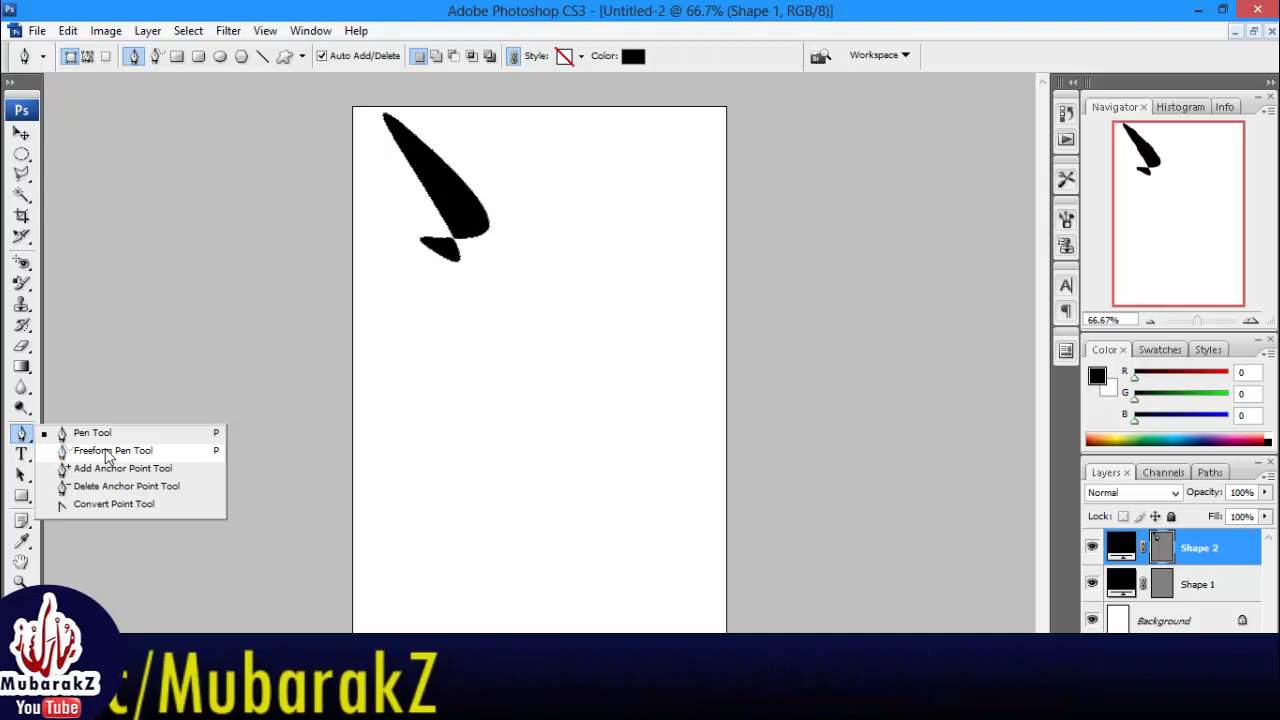 Ps Adobe Photoshop CS3 - [Untitled-2 @ 66.7% (Shape 1, RGB/8)]
File Edit Image Layer Select Filter View Window Help
Auto Add/Delete Style: Color: Workspace
Ps
Navigator Histogram Info
66.67%
Color Swatches Styles
R 0
G 0
B 0
Pen Tool P
Freeform Pen Tool P
Add Anchor Point Tool
Delete Anchor Point Tool
Convert Point Tool
Layers Channels Paths
Normal Opacity: 100%
Lock: Fill: 100%
Shape 2
Shape 1
Background
t/MubarakZ
MubarakZ
YouTube